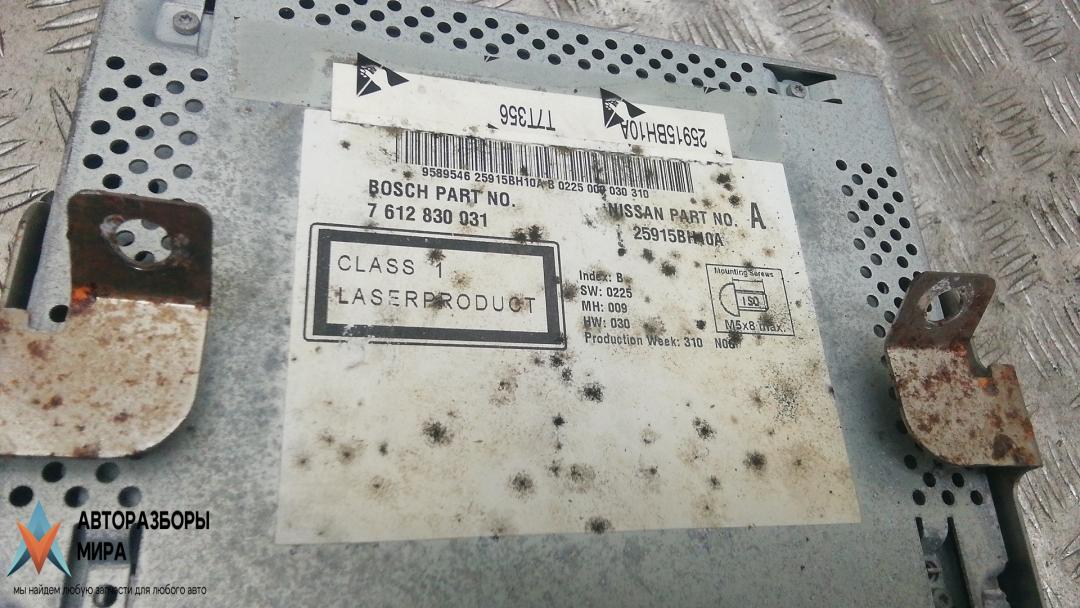 25915BH10A
T7T356
9589546 25915BH10A B 0225 009 030 310
BOSCH PART NO.
7 612 830 031
NISSAN PART NO. A
25915BH10A
CLASS 1
LASERPRODUCT
Index: B
SW: 0225
MH: 009
HW: 030
Production Week: 310
Mounting Screws
ISO
M5x8 max.
АВТОРАЗБОРЫ
МИРА
мы найдем любую запчасти для любого авто